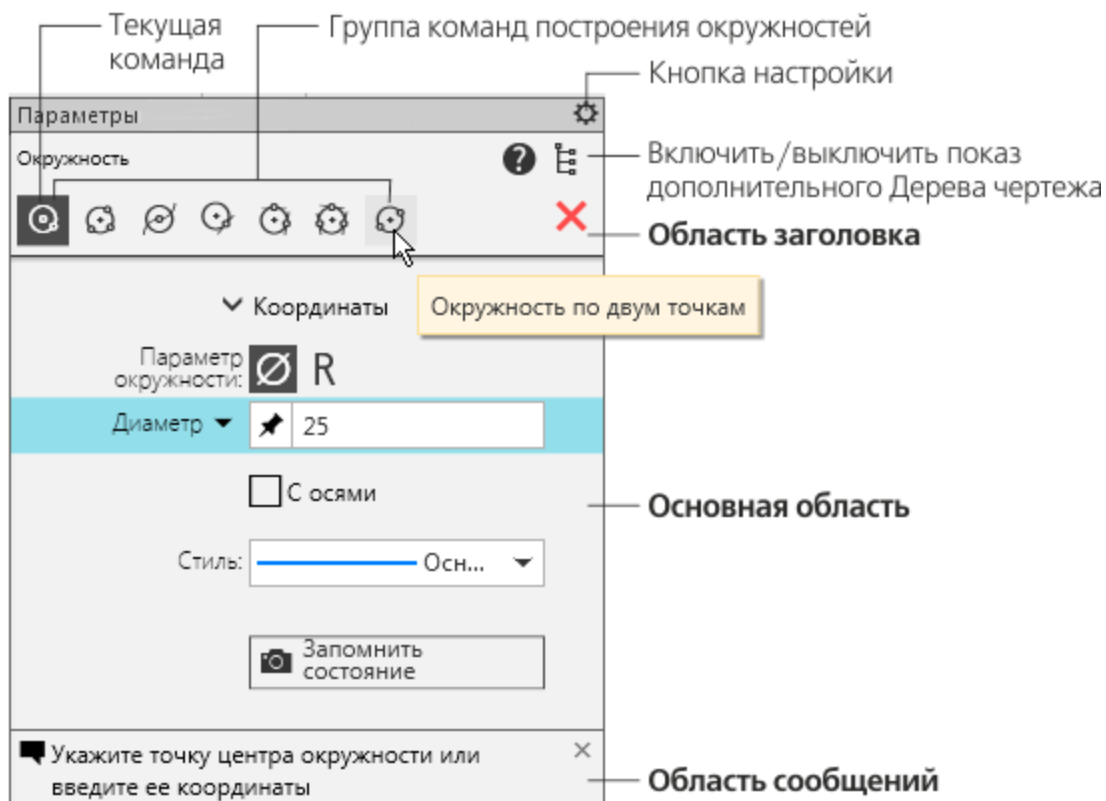 Текущая
команда
Группа команд построения окружностей
Кнопка настройки
Параметры
Окружность
Включить/выключить показ
дополнительного Дерева чертежа
Область заголовка
Координаты
Окружность по двум точкам
Параметр
окружности:
R
Диаметр
25
С осями
Основная область
Стиль:
Осн...
Запомнить
состояние
Укажите точку центра окружности или
введите ее координаты
Область сообщений